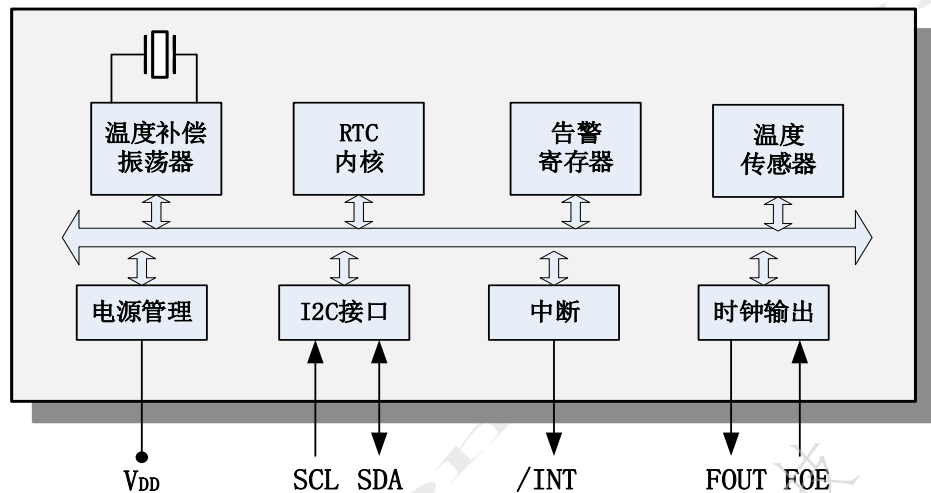 温度补偿
振荡器
RTC
内核
告警
寄存器
温度
传感器
电源管理
I2C接口
中断
时钟输出
VDD
SCL
SDA
/INT
FOUT
FOE